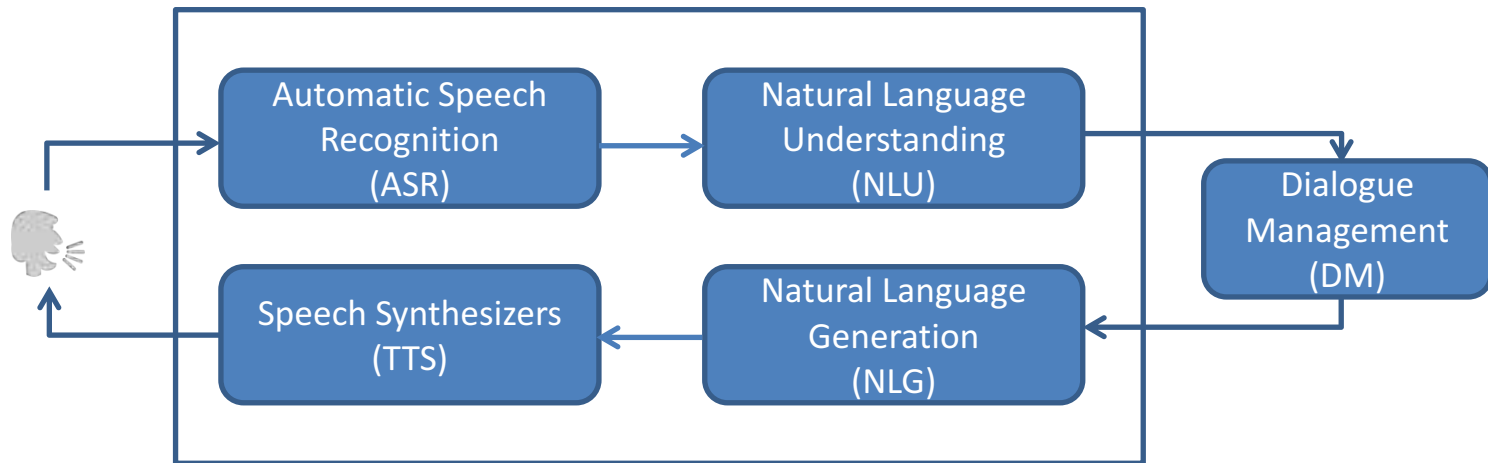 Automatic Speech
Recognition
(ASR)
Natural Language
Understanding
(NLU)
Dialogue
Management
(DM)
Speech Synthesizers
(TTS)
Natural Language
Generation
(NLG)